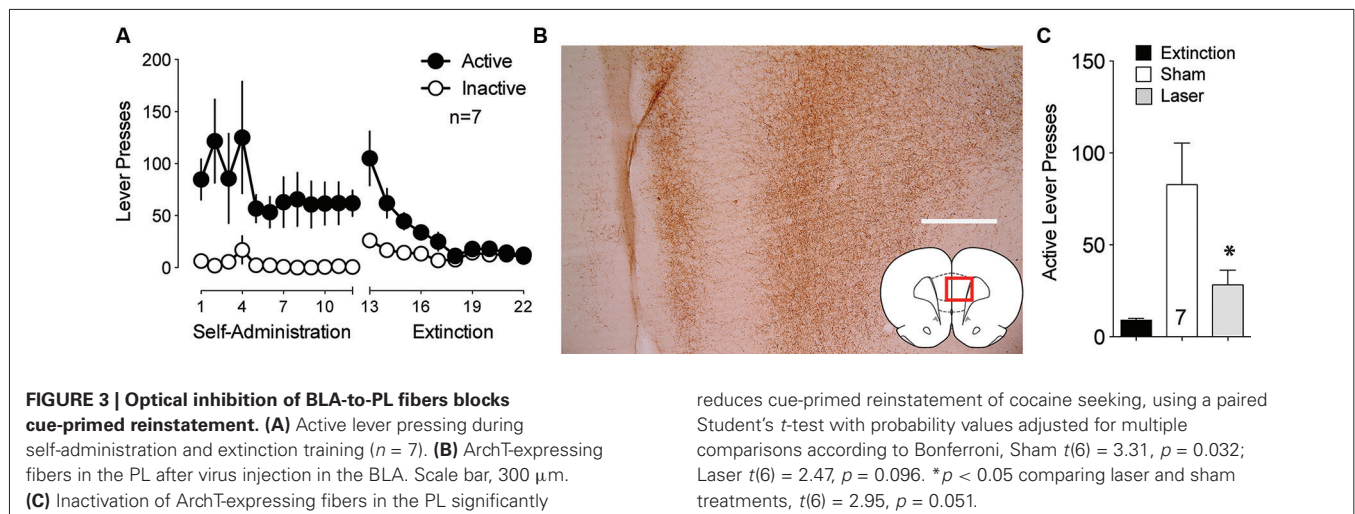 A
200
150
100
50
0
Lever Presses
Active
Inactive
n=7
1 4 7 10 13 16 19 22
Self-Administration Extinction
B
C
Extinction
Sham
Laser
150
100
50
0
Active Lever Presses
7
*
FIGURE 3 | Optical inhibition of BLA-to-PL fibers blocks
cue-primed reinstatement. (A) Active lever pressing during
self-administration and extinction training (n = 7). (B) ArchT-expressing
fibers in the PL after virus injection in the BLA. Scale bar, 300 μm.
(C) Inactivation of ArchT-expressing fibers in the PL significantly
reduces cue-primed reinstatement of cocaine seeking, using a paired
Student's t-test with probability values adjusted for multiple
comparisons according to Bonferroni, Sham t(6) = 3.31, p = 0.032;
Laser t(6) = 2.47, p = 0.096. *p < 0.05 comparing laser and sham
treatments, t(6) = 2.95, p = 0.051.